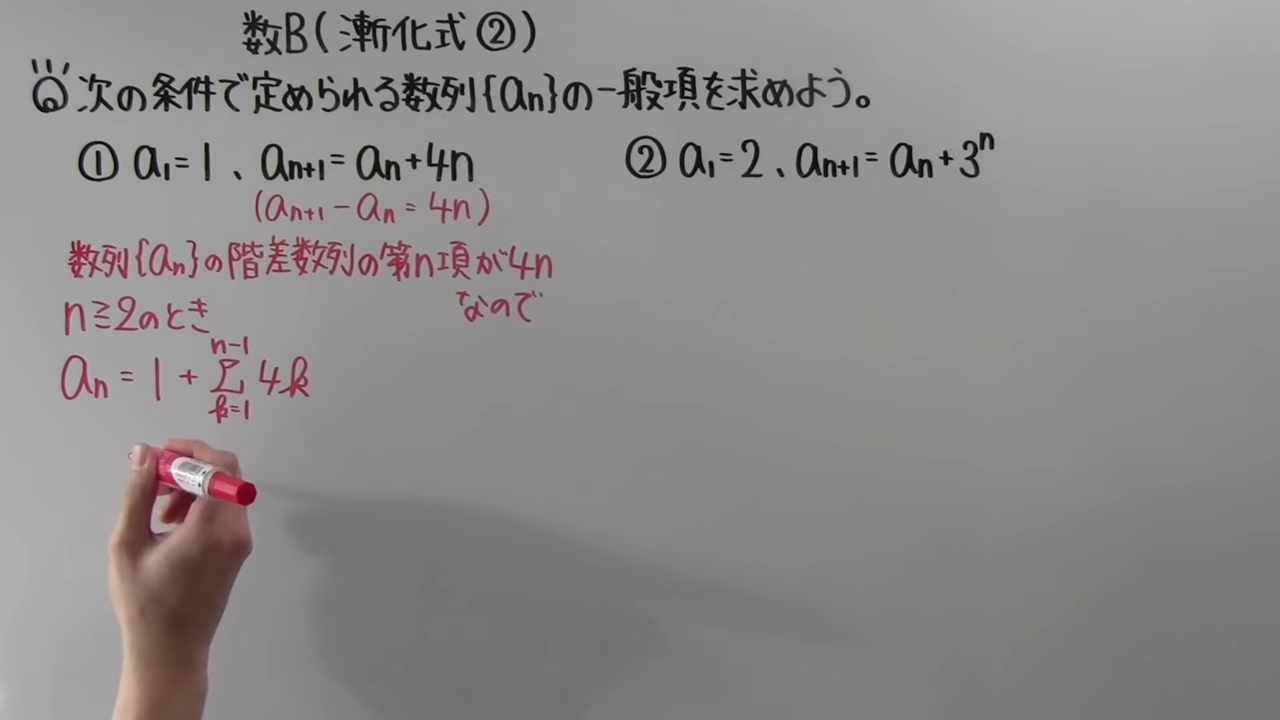 数B(漸化式②)
次の条件で定められる数列{an}の一般項を求めよう。
① a₁=1、aₙ₊₁=aₙ+4n
② a₁=2、aₙ₊₁=aₙ+3ⁿ
(aₙ₊₁-aₙ=4n)
数列{aₙ}の階差数列の第n項が4n
なので
n≧2のとき
aₙ = 1 + Σ[k=1→n-1] 4k